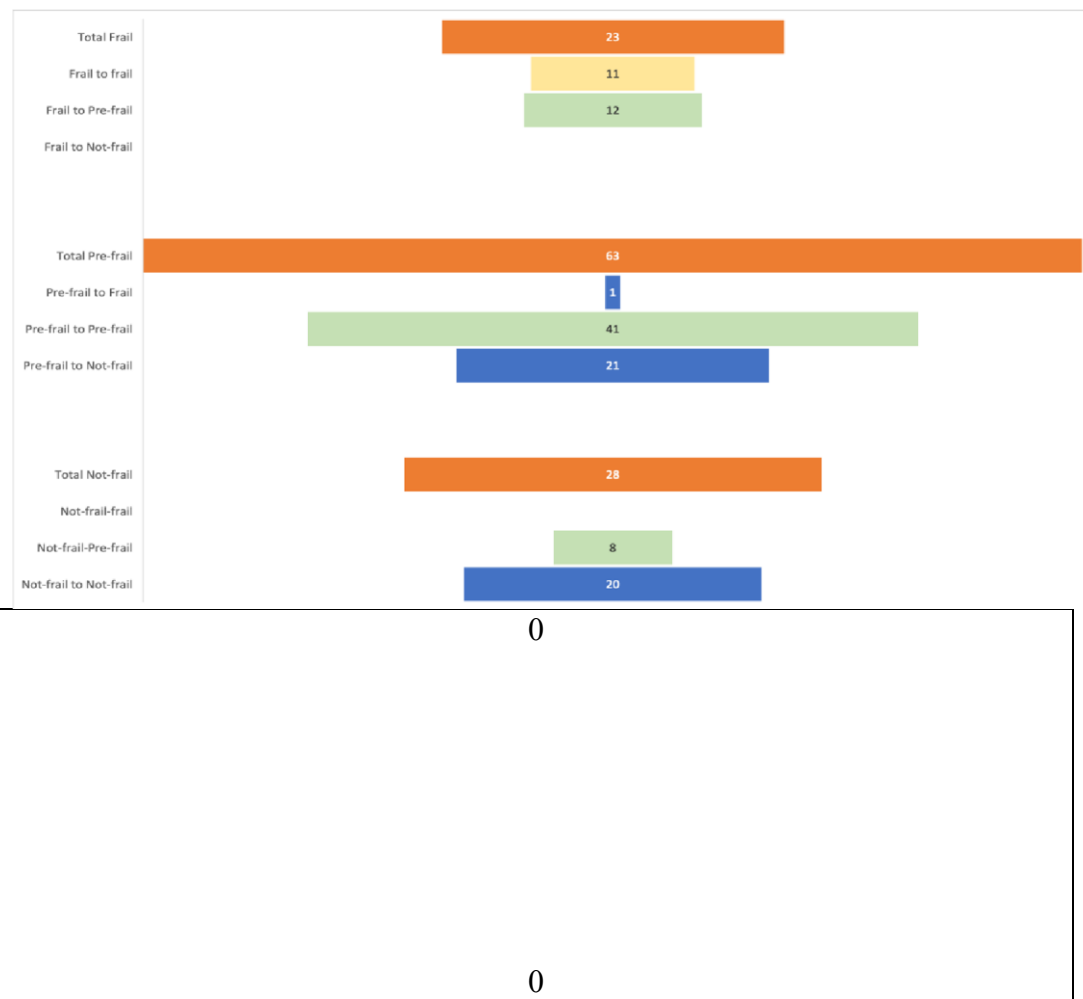 Total Frail 23
Frail to frail 11
Frail to Pre-frail 12
Frail to Not-frail
Total Pre-frail 63
Pre-frail to Frail 1
Pre-frail to Pre-frail 41
Pre-frail to Not-frail 21
Total Not-frail 28
Not-frail-frail
Not-frail-Pre-frail 8
Not-frail to Not-frail 20
0
0